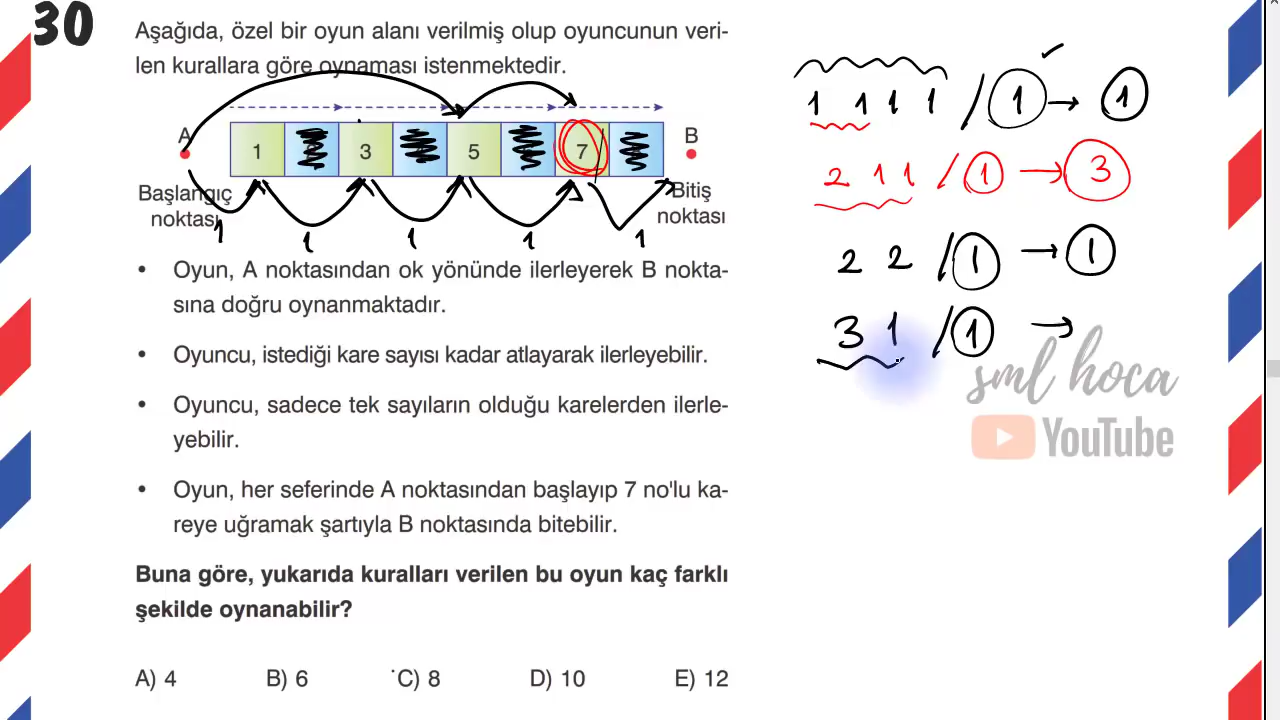 30
Aşağıda, özel bir oyun alanı verilmiş olup oyuncunun veri-
len kurallara göre oynaması istenmektedir.
A 1 3 5 7 B
Başlangıç noktası
Bitiş noktası
1 1 1 1 1
• Oyun, A noktasından ok yönünde ilerleyerek B nokta-
sına doğru oynanmaktadır.
• Oyuncu, istediği kare sayısı kadar atlayarak ilerleyebilir.
• Oyuncu, sadece tek sayıların olduğu karelerden ilerle-
yebilir.
• Oyun, her seferinde A noktasından başlayıp 7 no'lu ka-
reye uğramak şartıyla B noktasında bitebilir.
Buna göre, yukarıda kuralları verilen bu oyun kaç farklı
şekilde oynanabilir?
A) 4 B) 6 C) 8 D) 10 E) 12
1 1 1 1 / 1 → 1
2 1 1 / 1 → 3
2 2 / 1 → 1
3 1 / 1 →
sml hoca
YouTube